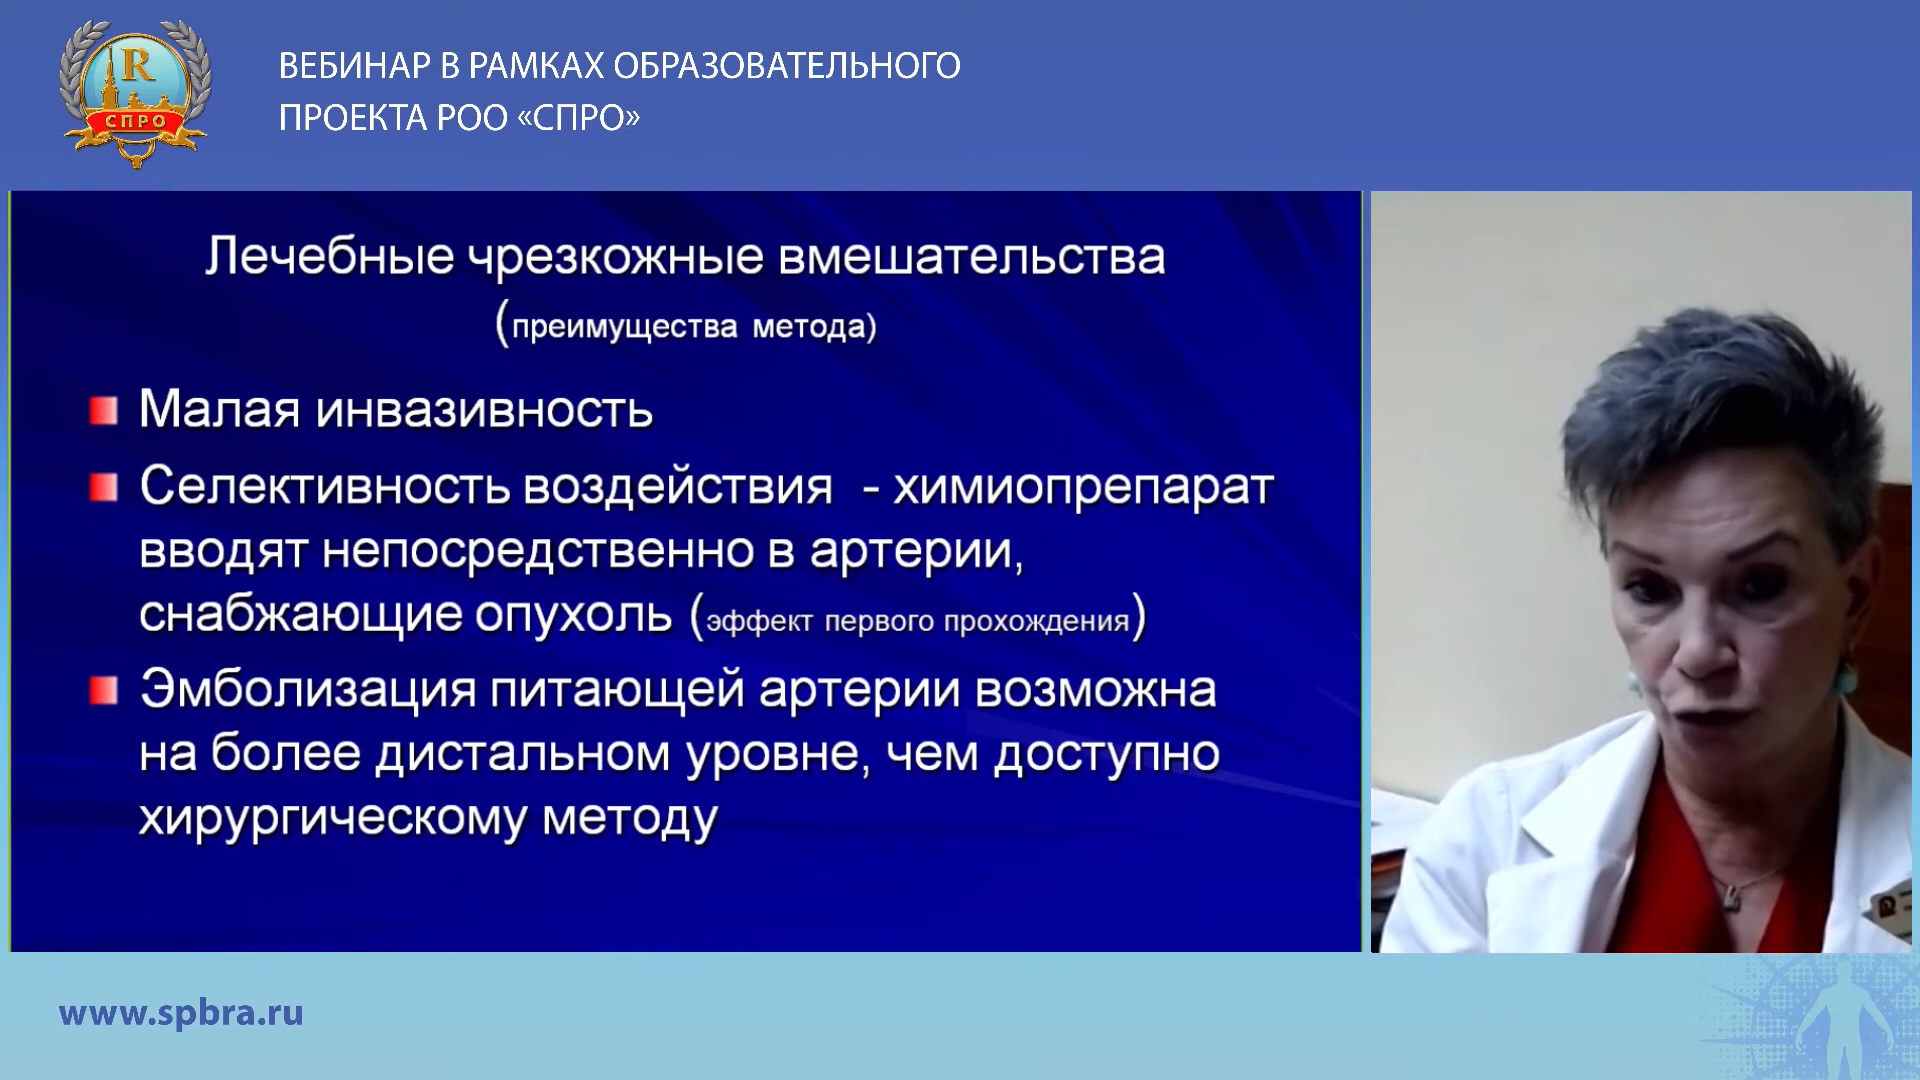 R
СПРО
ВЕБИНАР В РАМКАХ ОБРАЗОВАТЕЛЬНОГО
ПРОЕКТА РОО «СПРО»
Лечебные чрезкожные вмешательства
(преимущества метода)
Малая инвазивность
Селективность воздействия - химиопрепарат
вводят непосредственно в артерии,
снабжающие опухоль (эффект первого прохождения)
Эмболизация питающей артерии возможна
на более дистальном уровне, чем доступно
хирургическому методу
www.spbra.ru